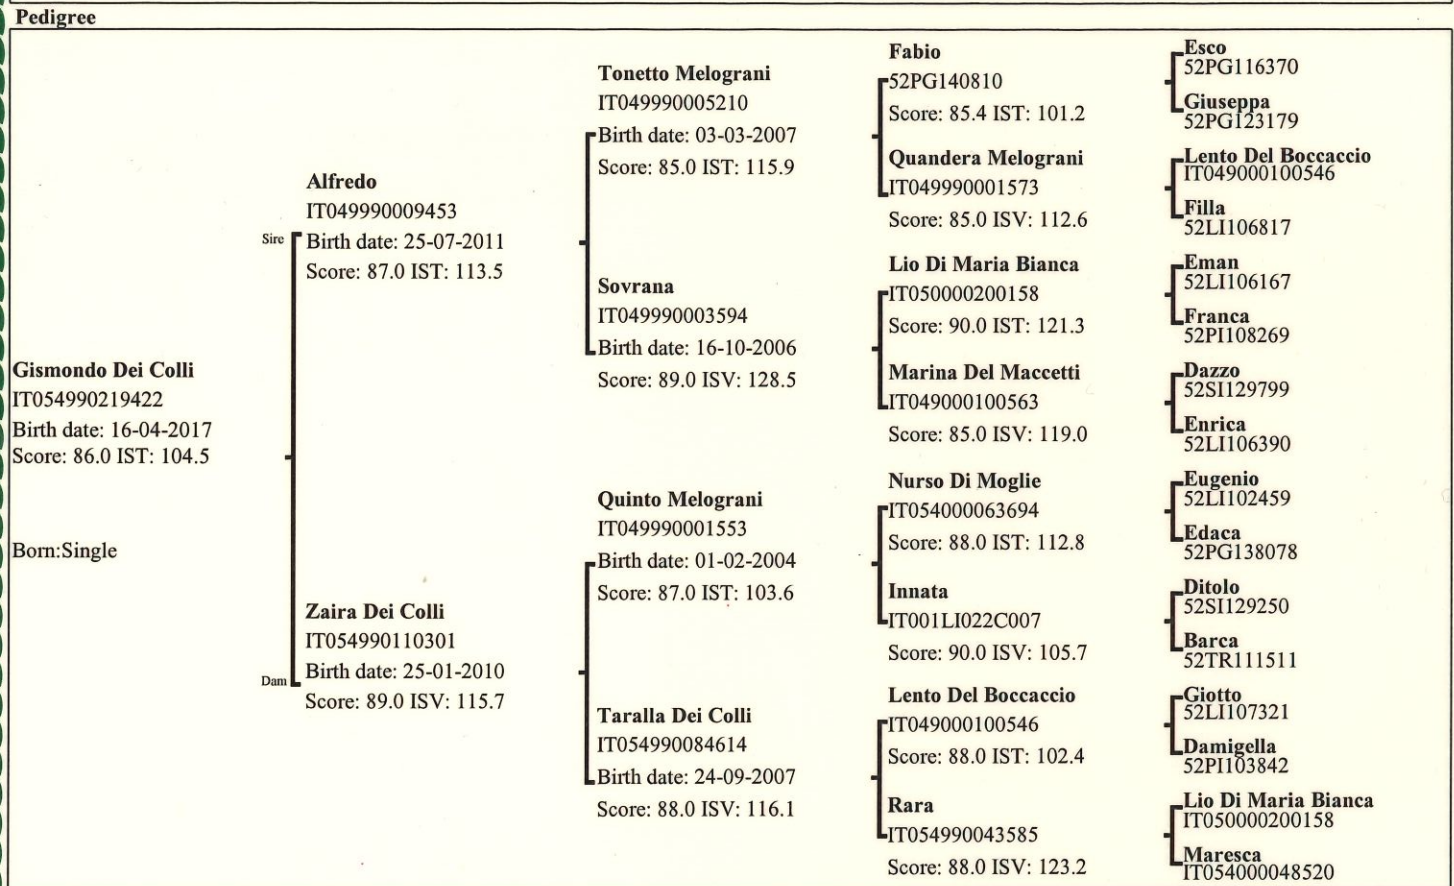 Pedigree
Gismondo Dei Colli
IT054990219422
Birth date: 16-04-2017
Score: 86.0 IST: 104.5
Born:Single
Sire
Alfredo
IT049990009453
Birth date: 25-07-2011
Score: 87.0 IST: 113.5
Dam
Zaira Dei Colli
IT054990110301
Birth date: 25-01-2010
Score: 89.0 ISV: 115.7
Tonetto Melograni
IT049990005210
Birth date: 03-03-2007
Score: 85.0 IST: 115.9
Sovrana
IT049990003594
Birth date: 16-10-2006
Score: 89.0 ISV: 128.5
Quinto Melograni
IT049990001553
Birth date: 01-02-2004
Score: 87.0 IST: 103.6
Taralla Dei Colli
IT054990084614
Birth date: 24-09-2007
Score: 88.0 ISV: 116.1
Fabio
52PG140810
Score: 85.4 IST: 101.2
Quandera Melograni
IT049990001573
Score: 85.0 ISV: 112.6
Lio Di Maria Bianca
IT050000200158
Score: 90.0 IST: 121.3
Marina Del Maccetti
IT049000100563
Score: 85.0 ISV: 119.0
Nurso Di Moglie
IT054000063694
Score: 88.0 IST: 112.8
Innata
IT001LI022C007
Score: 90.0 ISV: 105.7
Lento Del Boccaccio
IT049000100546
Score: 88.0 IST: 102.4
Rara
IT054990043585
Score: 88.0 ISV: 123.2
Esco
52PG116370
Giuseppa
52PG123179
Lento Del Boccaccio
IT049000100546
Filla
52LI106817
Eman
52LI106167
Franca
52PI108269
Dazzo
52SI129799
Enrica
52LI106390
Eugenio
52LI102459
Edaca
52PG138078
Ditolo
52SI129250
Barca
52TR111511
Giotto
52LI107321
Damigella
52PI103842
Lio Di Maria Bianca
IT050000200158
Maresca
IT054000048520